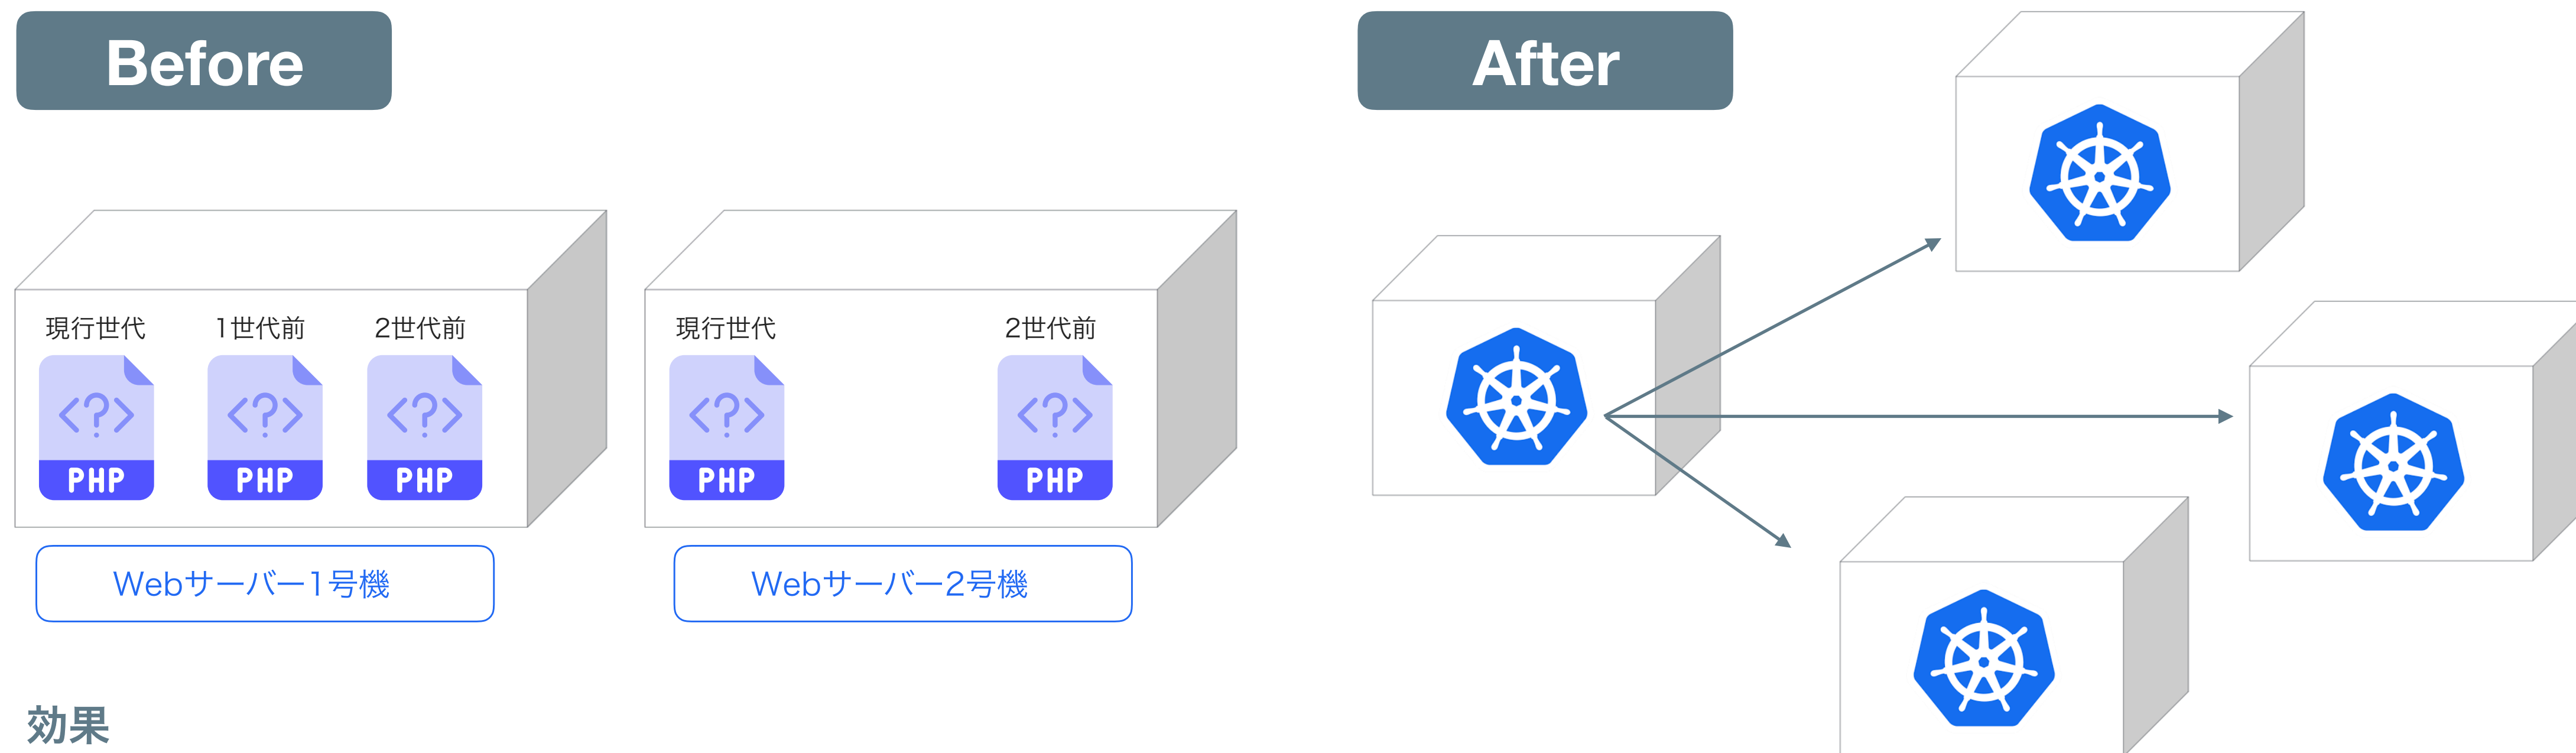 Before
After
現行世代
1世代前
2世代前
現行世代
2世代前
<?>
<?>
<?>
<?>
<?>
PHP
PHP
PHP
PHP
PHP
Webサーバー1号機
Webサーバー2号機
効果